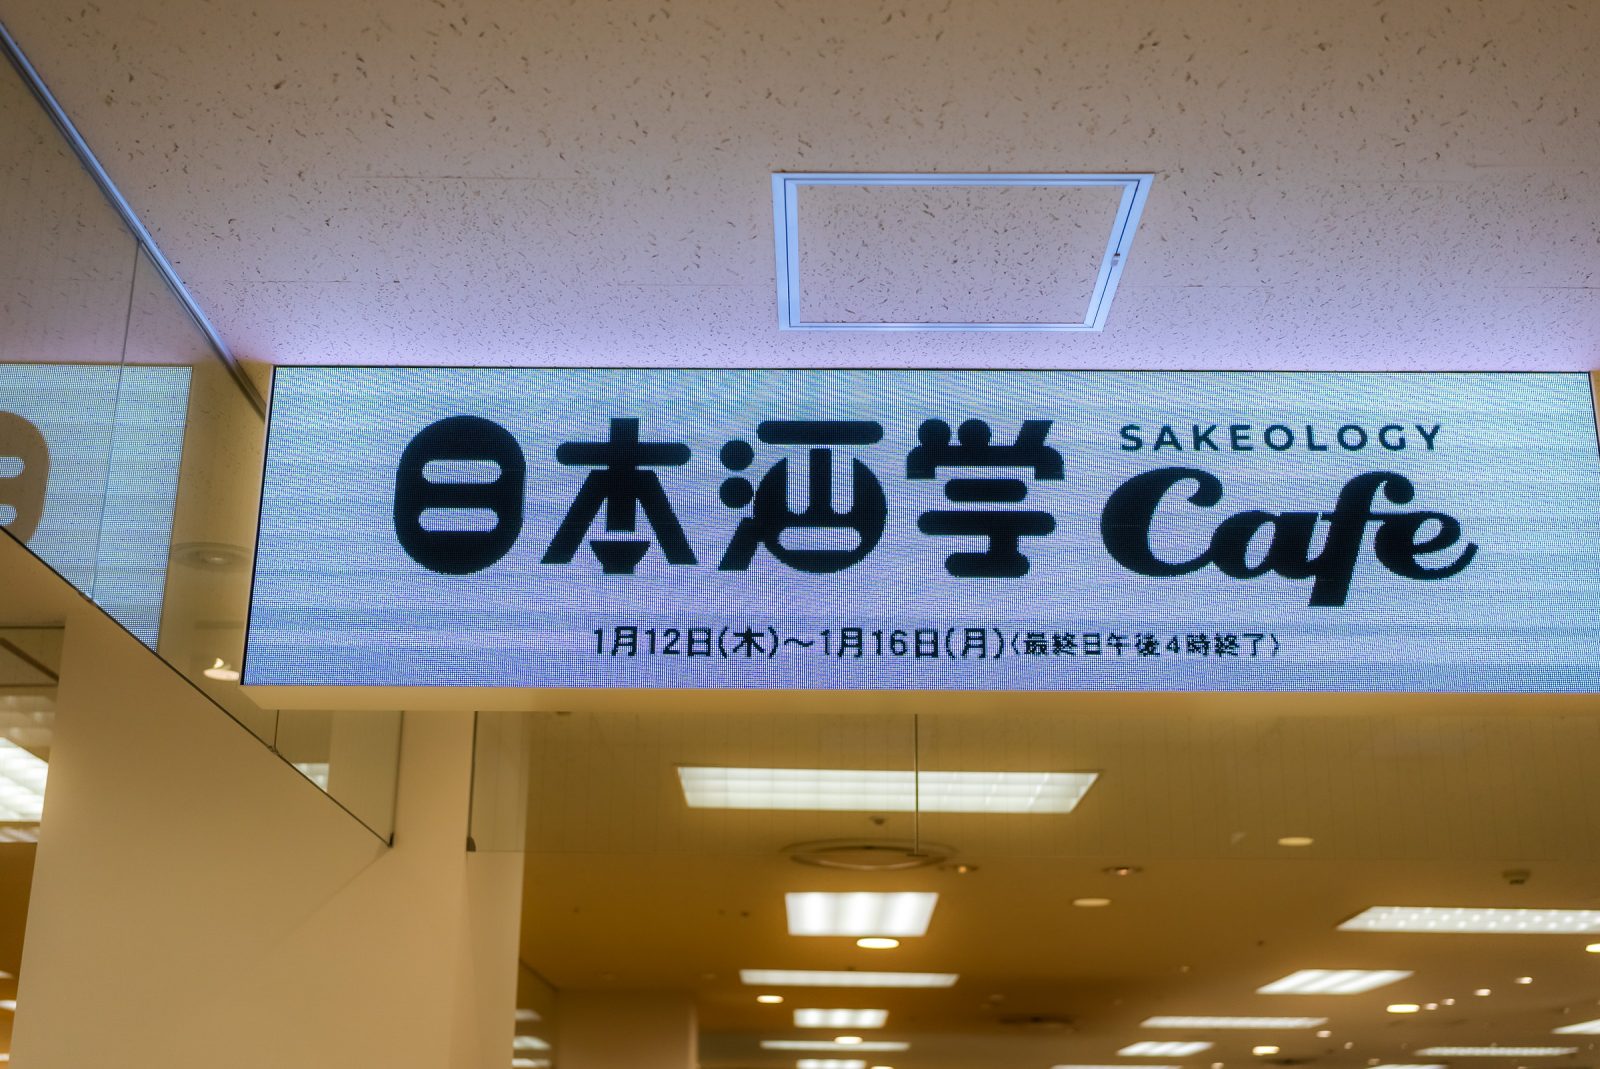 日本酒学 SAKEOLOGY Cafe
1月12日(木)～1月16日(月)〈最終日午後4時終了〉